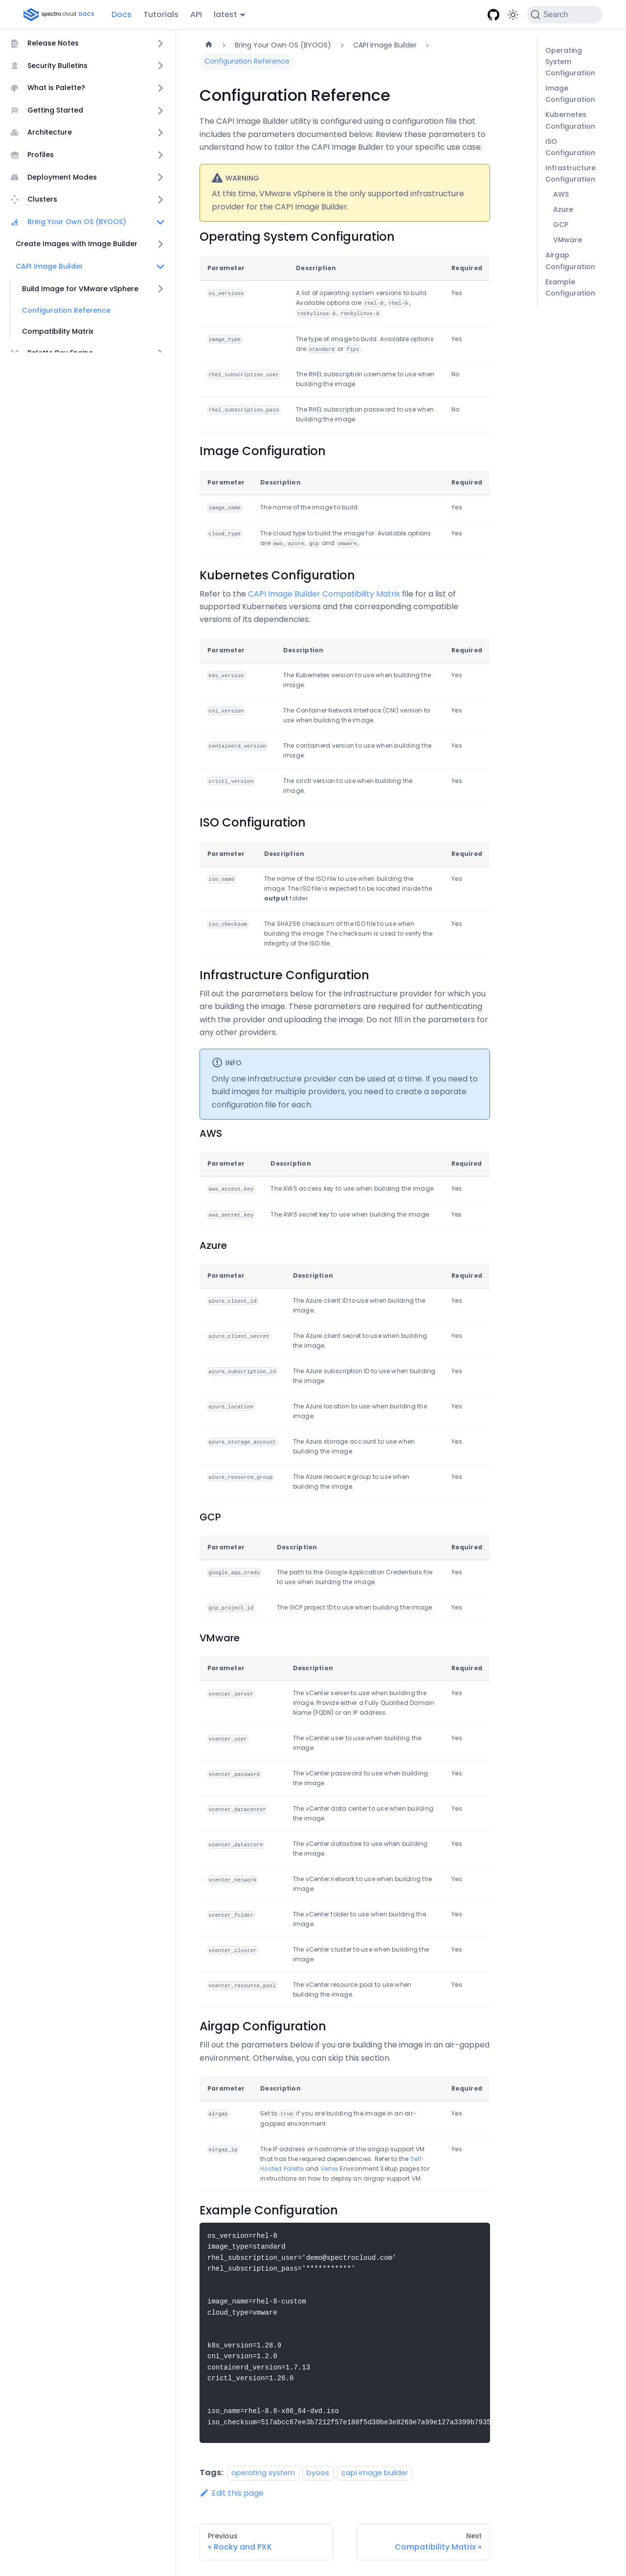 spectro cloud DOCS
Docs
Tutorials
API
latest
Search
Release Notes
Security Bulletins
What is Palette?
Getting Started
Architecture
Profiles
Deployment Modes
Clusters
Bring Your Own OS (BYOOS)
Create Images with Image Builder
CAPI Image Builder
Build Image for VMware vSphere
Configuration Reference
Compatibility Matrix
Palette Dev Engine
Bring Your Own OS (BYOOS)
CAPI Image Builder
Configuration Reference
Configuration Reference
The CAPI Image Builder utility is configured using a configuration file that
includes the parameters documented below. Review these parameters to
understand how to tailor the CAPI Image Builder to your specific use case.
WARNING
At this time, VMware vSphere is the only supported infrastructure
provider for the CAPI Image Builder.
Operating System Configuration
Parameter Description Required
os_versions A list of operating system versions to build. Yes
Available options are rhel-8, rhel-9,
rockylinux-8, rockylinux-9.
image_type The type of image to build. Available options Yes
are standard or fips.
rhel_subscription_user The RHEL subscription username to use when No
building the image.
rhel_subscription_pass The RHEL subscription password to use when No
building the image.
Image Configuration
Parameter Description Required
image_name The name of the image to build. Yes
cloud_type The cloud type to build the image for. Available options Yes
are aws, azure, gcp and vmware,
Kubernetes Configuration
Refer to the CAPI Image Builder Compatibility Matrix file for a list of
supported Kubernetes versions and the corresponding compatible
versions of its dependencies.
Parameter Description Required
k8s_version The Kubernetes version to use when building the Yes
image.
cni_version The Container Network Interface (CNI) version to Yes
use when building the image.
containerd_version The containerd version to use when building the Yes
image.
crictl_version The crictl version to use when building the Yes
image.
ISO Configuration
Parameter Description Required
iso_name The name of the ISO file to use when building the Yes
image. The ISO file is expected to be located inside the
output folder.
iso_checksum The SHA256 checksum of the ISO file to use when Yes
building the image. The checksum is used to verify the
integrity of the ISO file.
Infrastructure Configuration
Fill out the parameters below for the infrastructure provider for which you
are building the image. These parameters are required for authenticating
with the provider and uploading the image. Do not fill in the parameters for
any other providers.
INFO
Only one infrastructure provider can be used at a time. If you need to
build images for multiple providers, you need to create a separate
configuration file for each.
AWS
Parameter Description Required
aws_access_key The AWS access key to use when building the image. Yes
aws_secret_key The AWS secret key to use when building the image. Yes
Azure
Parameter Description Required
azure_client_id The Azure client ID to use when building the Yes
image.
azure_client_secret The Azure client secret to use when building Yes
the image.
azure_subscription_id The Azure subscription ID to use when building Yes
the image.
azure_location The Azure location to use when building the Yes
image.
azure_storage_account The Azure storage account to use when Yes
building the image.
azure_resource_group The Azure resource group to use when Yes
building the image.
GCP
Parameter Description Required
google_app_creds The path to the Google Application Credentials file Yes
to use when building the image.
gcp_project_id The GCP project ID to use when building the image. Yes
VMware
Parameter Description Required
vcenter_server The vCenter server to use when building the Yes
image. Provide either a Fully Qualified Domain
Name (FQDN) or an IP address.
vcenter_user The vCenter user to use when building the Yes
image.
vcenter_password The vCenter password to use when building Yes
the image.
vcenter_datacenter The vCenter data center to use when building Yes
the image.
vcenter_datastore The vCenter datastore to use when building Yes
the image.
vcenter_network The vCenter network to use when building the Yes
image.
vcenter_folder The vCenter folder to use when building the Yes
image.
vcenter_cluster The vCenter cluster to use when building the Yes
image.
vcenter_resource_pool The vCenter resource pool to use when Yes
building the image.
Airgap Configuration
Fill out the parameters below if you are building the image in an air-gapped
environment. Otherwise, you can skip this section.
Parameter Description Required
airgap Set to true if you are building the image in an air- Yes
gapped environment.
airgap_ip The IP address or hostname of the airgap support VM Yes
that has the required dependencies. Refer to the Self-
Hosted Palette and Vertex Environment Setup pages for
instructions on how to deploy an airgap support VM.
Example Configuration
os_version=rhel-8
image_type=standard
rhel_subscription_user='demo@spectrocloud.com'
rhel_subscription_pass='***********'
image_name=rhel-8-custom
cloud_type=vmware
k8s_version=1.28.9
cni_version=1.2.0
containerd_version=1.7.13
crictl_version=1.26.0
iso_name=rhel-8.8-x86_64-dvd.iso
iso_checksum=517abcc67ee3b7212f57e180f5d30be3e8269e7a99e127a3399b7935
Tags: operating system byoos capi image builder
Edit this page
Previous
« Rocky and PXK
Next
Compatibility Matrix »
Operating
System
Configuration
Image
Configuration
Kubernetes
Configuration
ISO
Configuration
Infrastructure
Configuration
AWS
Azure
GCP
VMware
Airgap
Configuration
Example
Configuration